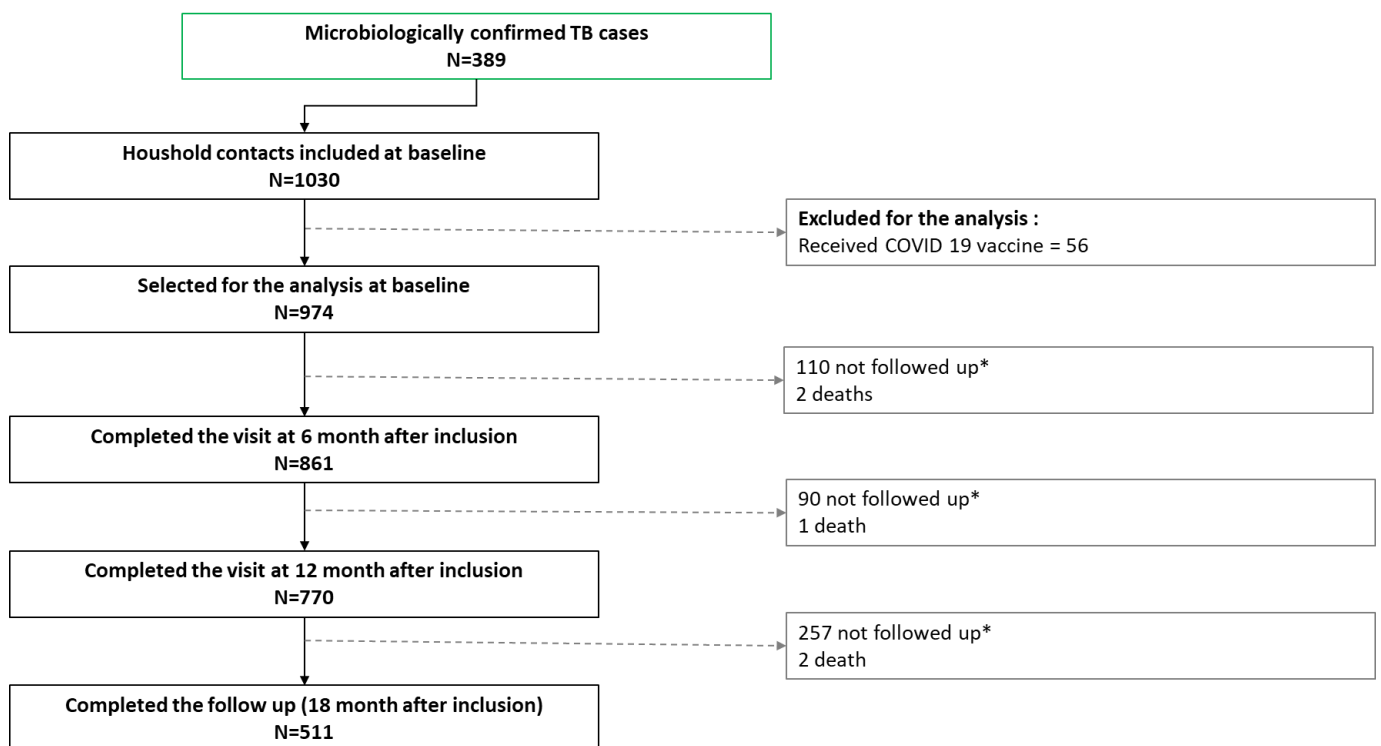 Microbiologically confirmed TB cases
N=389
Houshold contacts included at baseline
N=1030
Excluded for the analysis :
Received COVID 19 vaccine = 56
Selected for the analysis at baseline
N=974
110 not followed up*
2 deaths
Completed the visit at 6 month after inclusion
N=861
90 not followed up*
1 death
Completed the visit at 12 month after inclusion
N=770
257 not followed up*
2 death
Completed the follow up (18 month after inclusion)
N=511